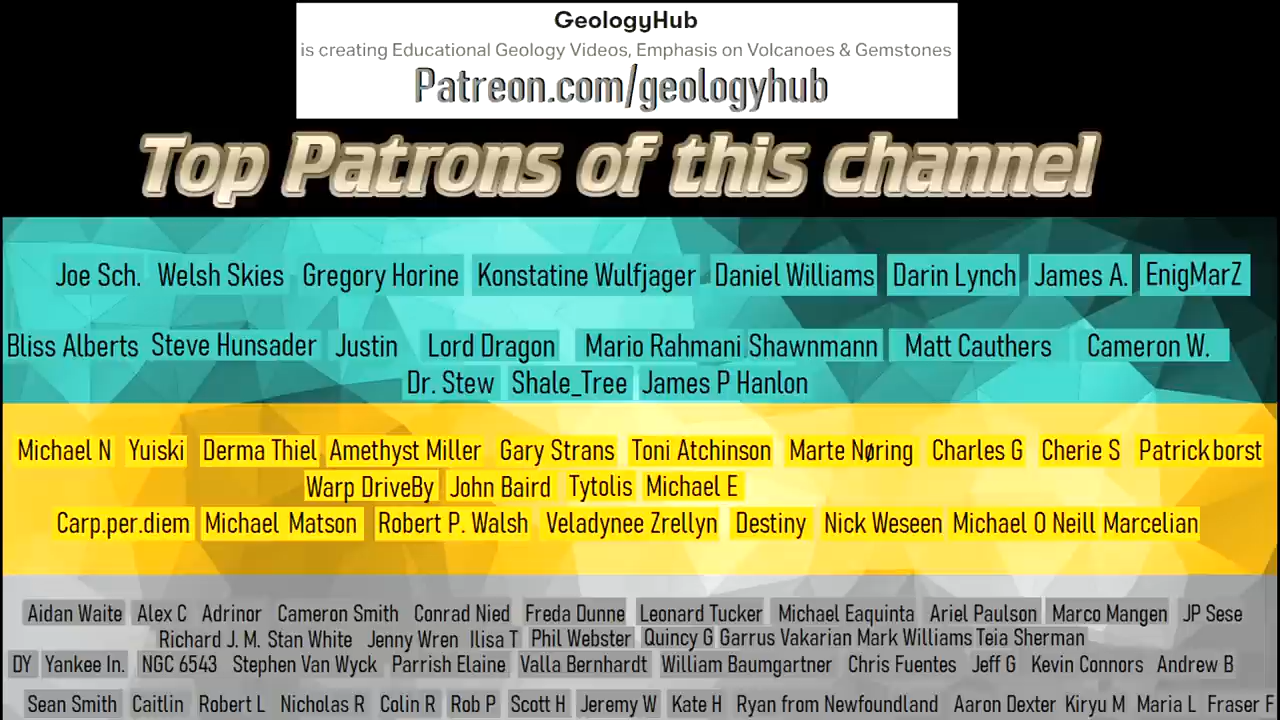 GeologyHub
is creating Educational Geology Videos, Emphasis on Volcanoes & Gemstones
Patreon.com/geologyhub
Top Patrons of this channel
Joe Sch. Welsh Skies Gregory Horine Konstatine Wulfjager Daniel Williams Darin Lynch James A. EnigMarZ
Bliss Alberts Steve Hunsader Justin Lord Dragon Mario Rahmani Shawnmann Matt Cauthers Cameron W.
Dr. Stew Shale_Tree James P Hanlon
Michael N Yuiski Derma Thiel Amethyst Miller Gary Strans Toni Atchinson Marte Nøring Charles G Cherie S Patrick borst
Warp DriveBy John Baird Tytolis Michael E
Carp.per.diem Michael Matson Robert P. Walsh Veladynee Zrellyn Destiny Nick Weseen Michael O Neill Marcelian
Aidan Waite Alex C Adrinor Cameron Smith Conrad Nied Freda Dunne Leonard Tucker Michael Eaquinta Ariel Paulson Marco Mangen JP Sese
Richard J. M. Stan White Jenny Wren Ilisa T Phil Webster Quincy G Garrus Vakarian Mark Williams Teia Sherman
DY Yankee In. NGC 6543 Stephen Van Wyck Parrish Elaine Valla Bernhardt William Baumgartner Chris Fuentes Jeff G Kevin Connors Andrew B
Sean Smith Caitlin Robert L Nicholas R Colin R Rob P Scott H Jeremy W Kate H Ryan from Newfoundland Aaron Dexter Kiryu M Maria L Fraser F